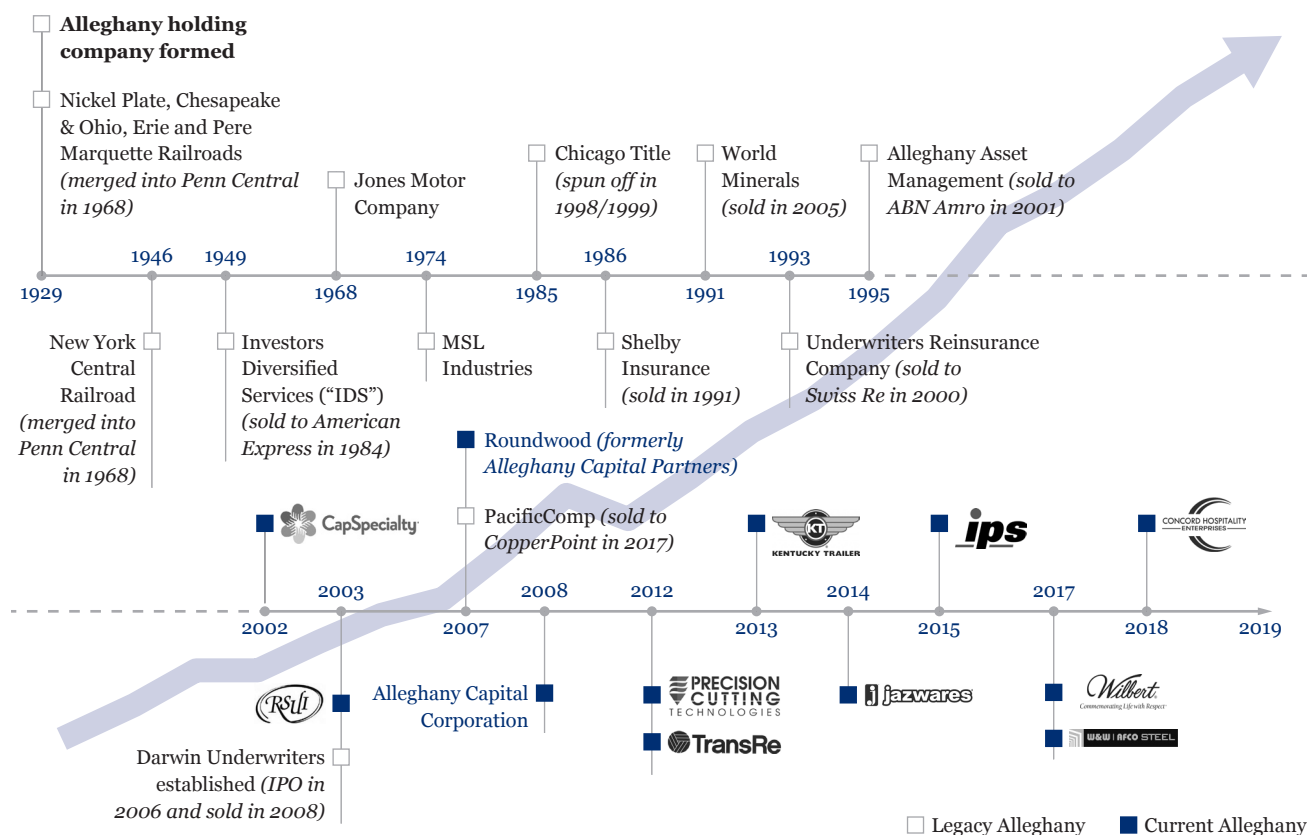 Alleghany holding
company formed
Nickel Plate, Chesapeake
& Ohio, Erie and Pere
Marquette Railroads
(merged into Penn Central
in 1968)
Jones Motor
Company
Chicago Title
(spun off in
1998/1999)
World
Minerals
(sold in 2005)
Alleghany Asset
Management (sold to
ABN Amro in 2001)
1946
1949
1974
1986
1993
1929
1968
1985
1991
1995
New York
Central
Railroad
(merged into
Penn Central
in 1968)
Investors
Diversified
Services (“IDS”)
(sold to American
Express in 1984)
MSL
Industries
Shelby
Insurance
(sold in 1991)
Underwriters Reinsurance
Company (sold to
Swiss Re in 2000)
Roundwood (formerly
Alleghany Capital Partners)
PacificComp (sold to
CopperPoint in 2017)
CapSpecialty
KT
KENTUCKY TRAILER
ips
CONCORD HOSPITALITY
ENTERPRISES
2003
2008
2012
2014
2017
2002
2007
2013
2015
2018
2019
RSUI
Darwin Underwriters
established (IPO in
2006 and sold in 2008)
Alleghany Capital
Corporation
PRECISION
CUTTING
TECHNOLOGIES
TransRe
jazwares
Wilbert
Commemorating Life with Respect
W&W | AFCO STEEL
Legacy Alleghany
Current Alleghany